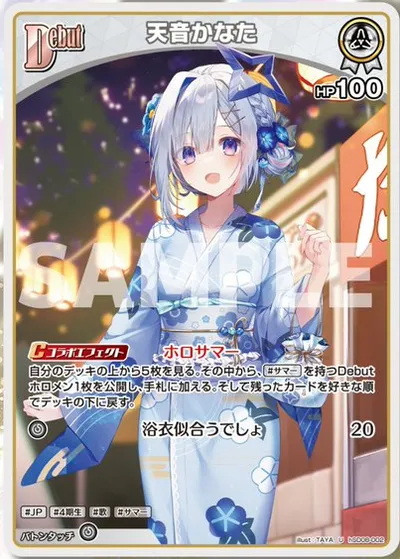 Debut
天音かなた
HP100
SAMPLE
コラボエフェクト ホロサマー
自分のデッキの上から5枚を見る。その中から、#サマーを持つDebut
ホロメン1枚を公開し、手札に加える。そして残ったカードを好きな順
でデッキの下に戻す。
浴衣似合うでしょ 20
#JP #4期生 #歌 #サマー
バトンタッチ
illust : TAYA_U hSD08-002